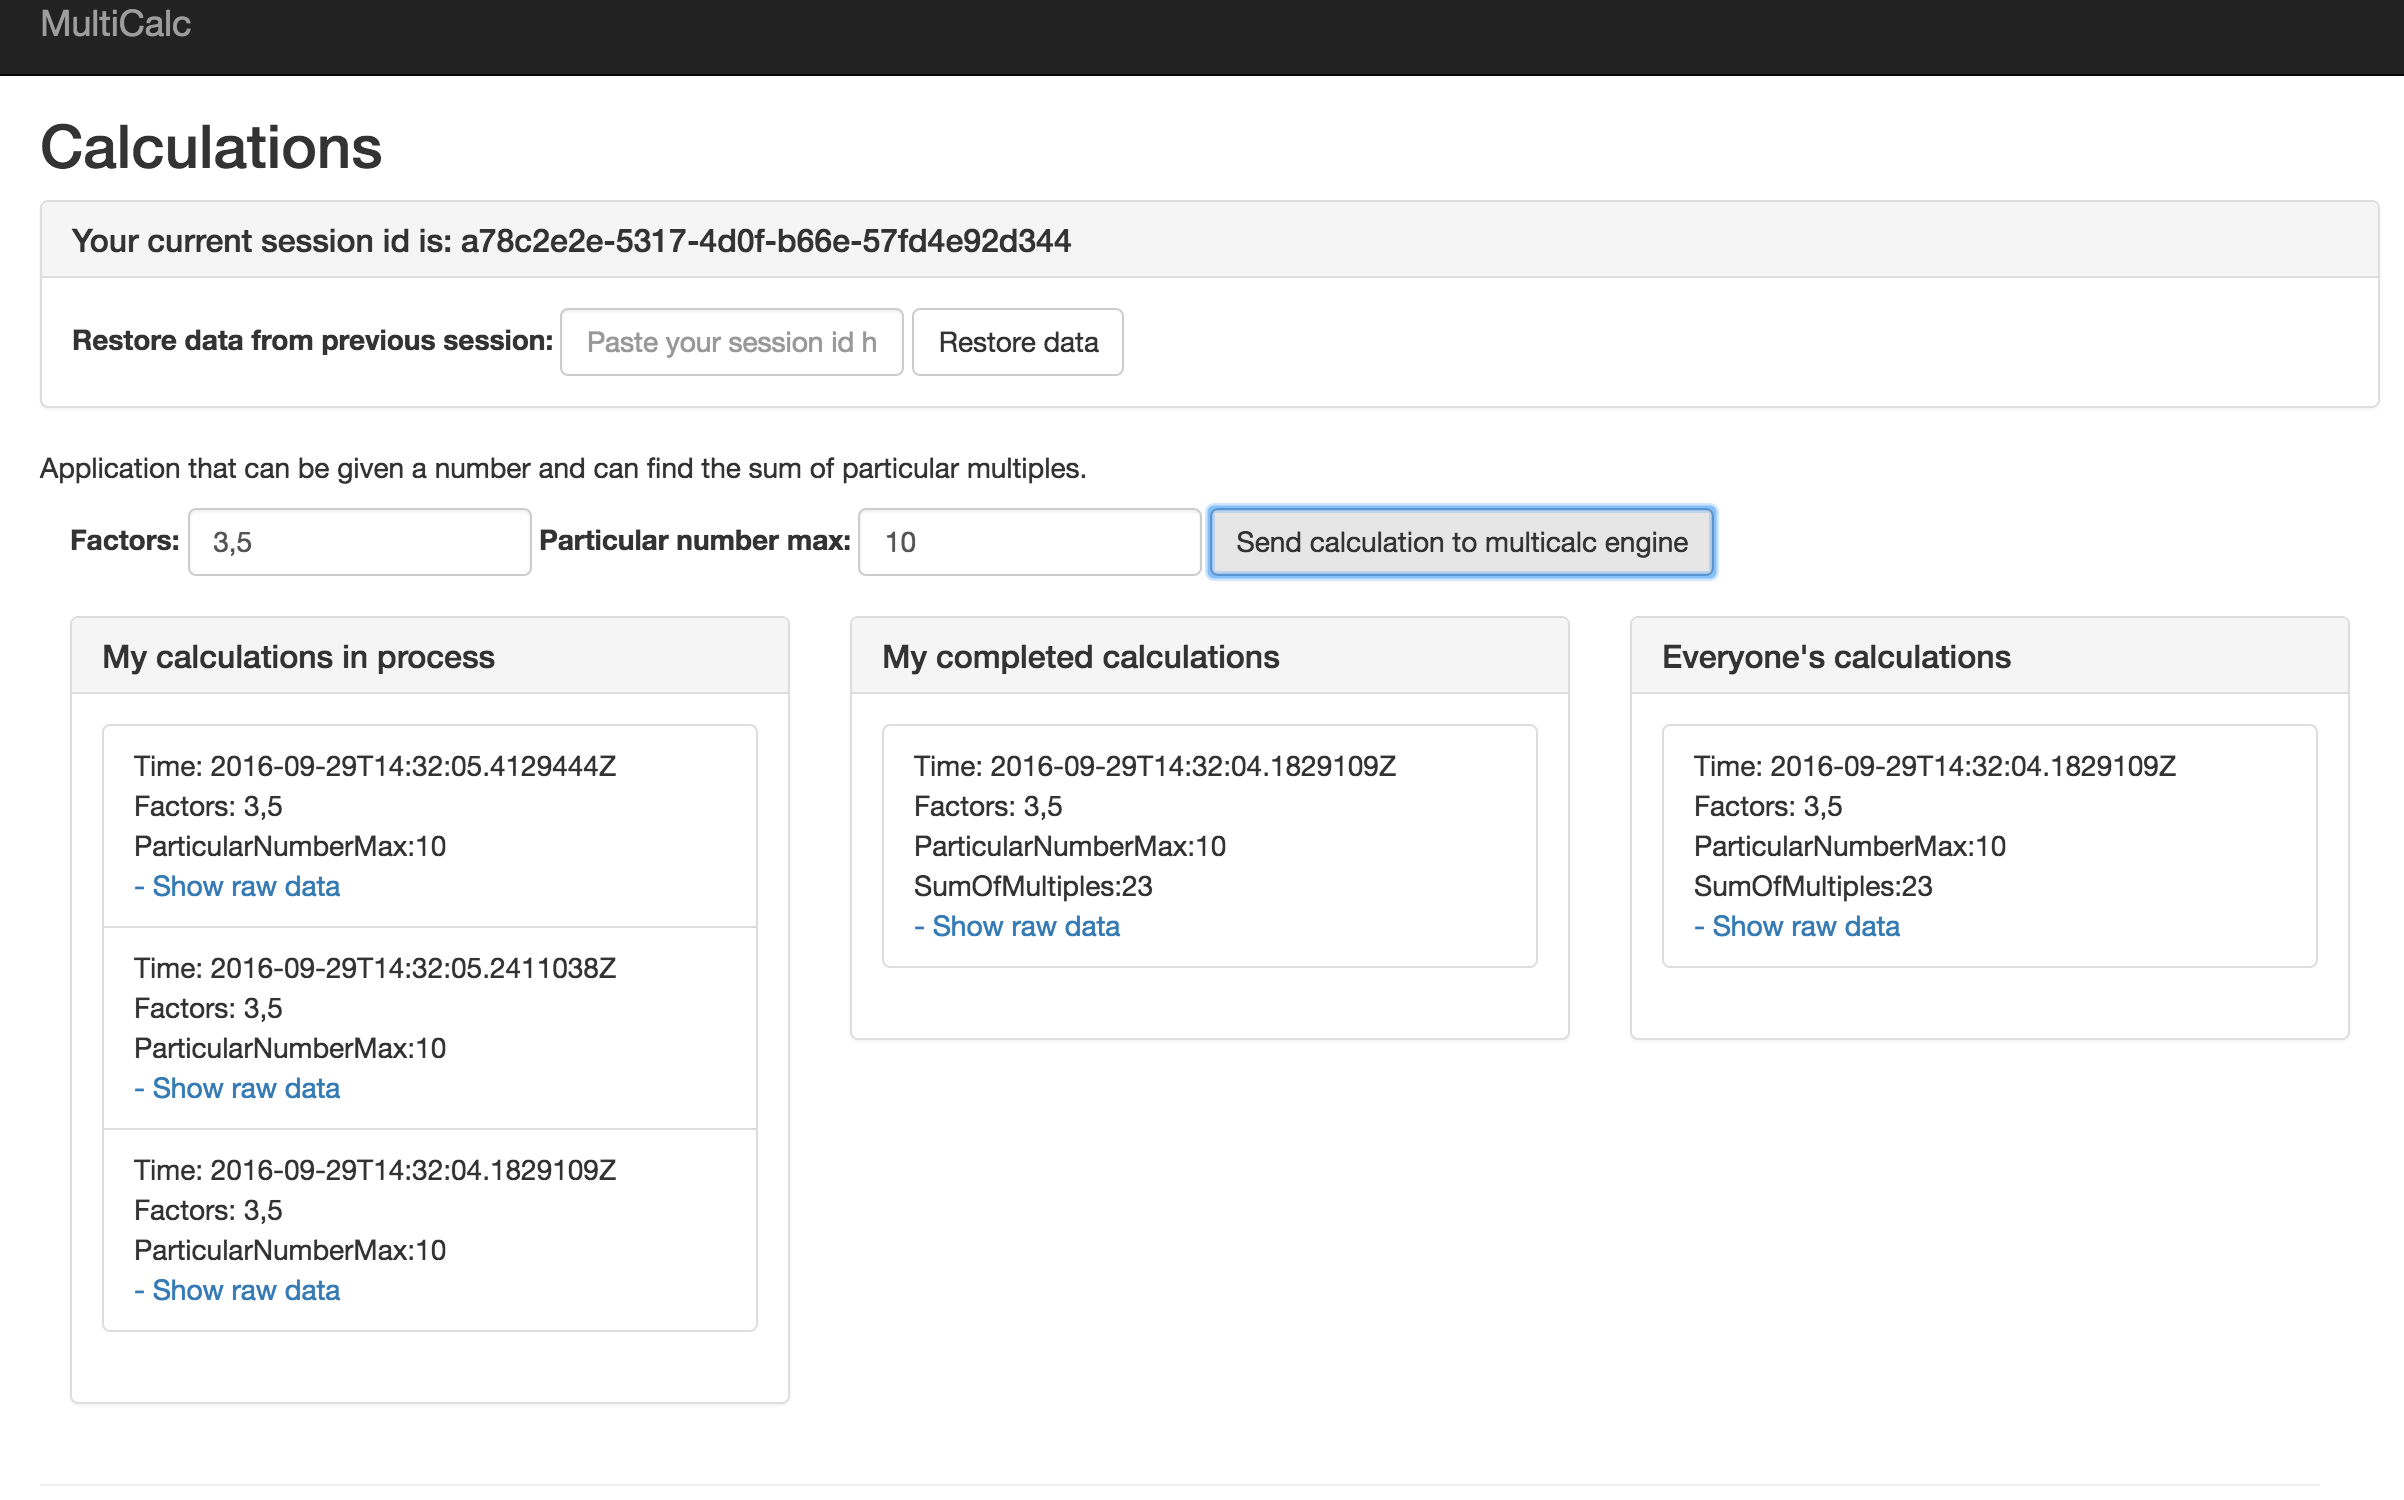 MultiCalc
Calculations
Your current session id is: a78c2e2e-5317-4d0f-b66e-57fd4e92d344
Restore data from previous session: Paste your session id h Restore data
Application that can be given a number and can find the sum of particular multiples.
Factors: 3,5 Particular number max: 10 Send calculation to multicalc engine
My calculations in process
Time: 2016-09-29T14:32:05.4129444Z
Factors: 3,5
ParticularNumberMax:10
- Show raw data
Time: 2016-09-29T14:32:05.2411038Z
Factors: 3,5
ParticularNumberMax:10
- Show raw data
Time: 2016-09-29T14:32:04.1829109Z
Factors: 3,5
ParticularNumberMax:10
- Show raw data
My completed calculations
Time: 2016-09-29T14:32:04.1829109Z
Factors: 3,5
ParticularNumberMax:10
SumOfMultiples:23
- Show raw data
Everyone's calculations
Time: 2016-09-29T14:32:04.1829109Z
Factors: 3,5
ParticularNumberMax:10
SumOfMultiples:23
- Show raw data